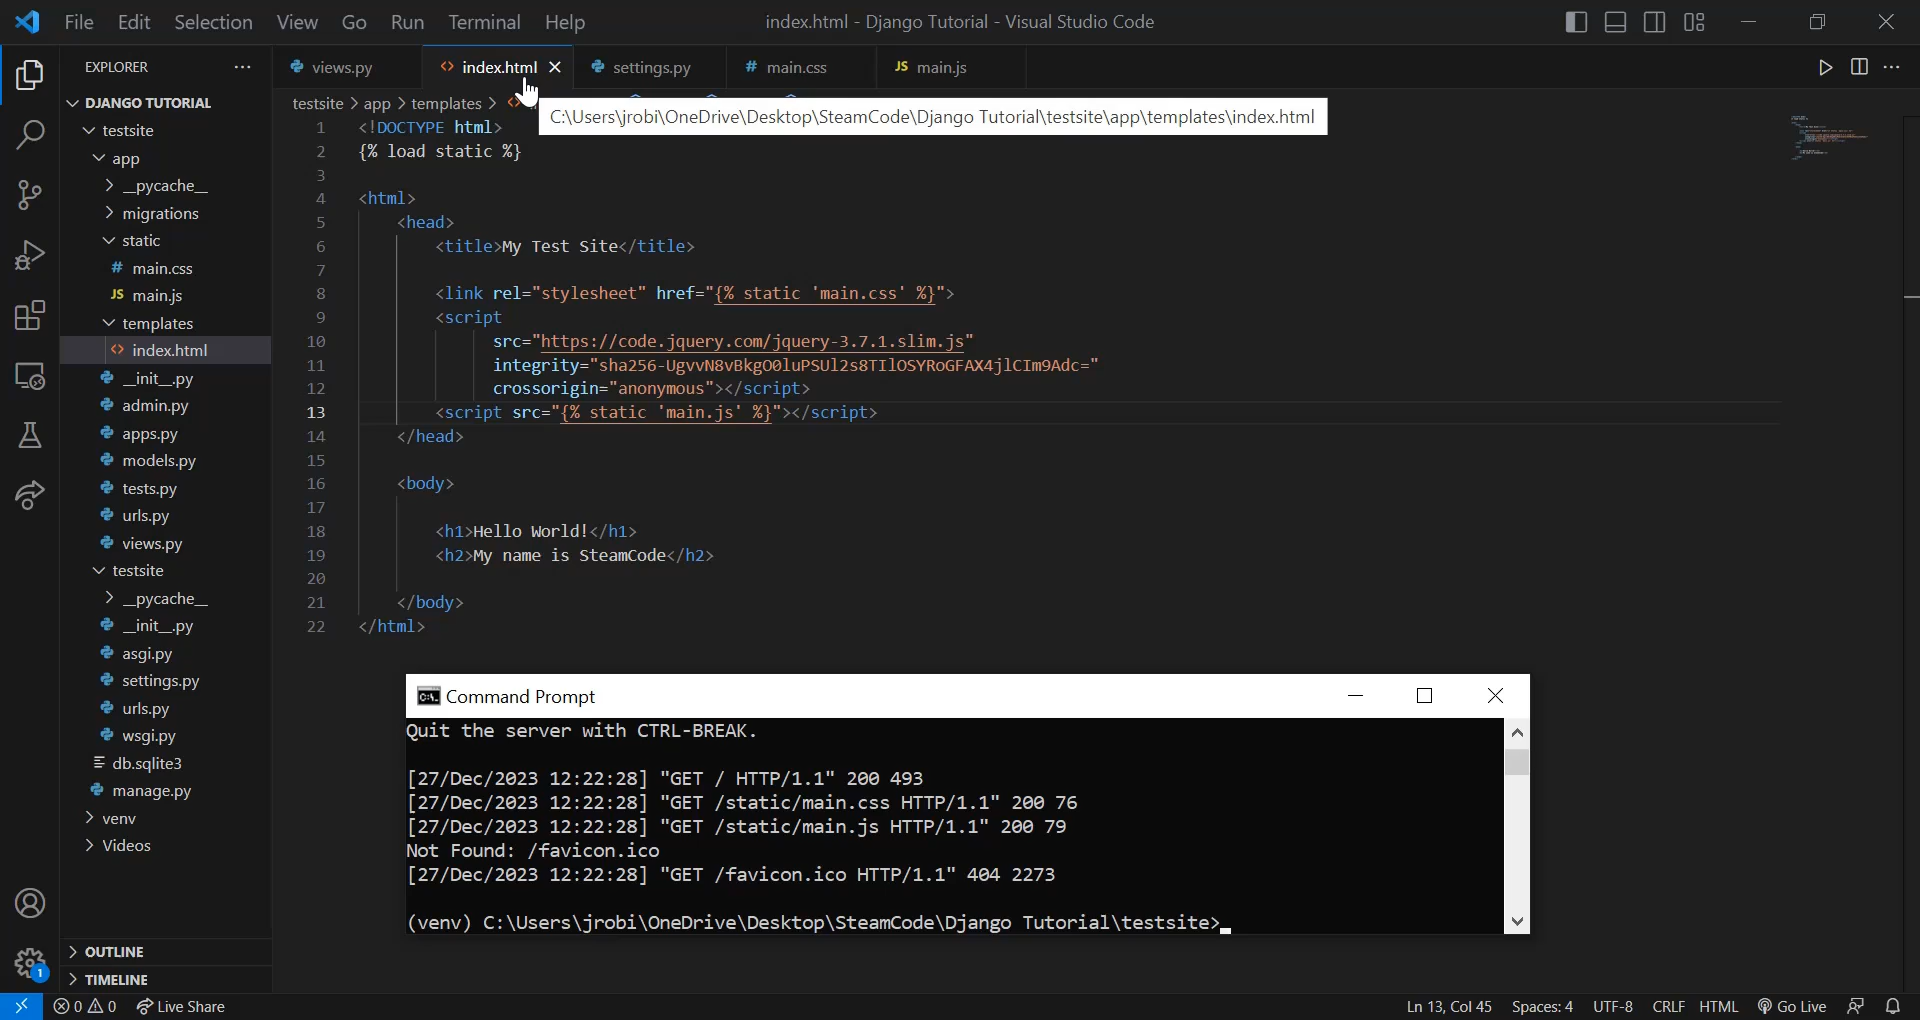 File Edit Selection View Go Run Terminal Help
index.html - Django Tutorial - Visual Studio Code
EXPLORER
DJANGO TUTORIAL
testsite
app
__pycache__
migrations
static
# main.css
JS main.js
templates
<> index.html
__init__.py
admin.py
apps.py
models.py
tests.py
urls.py
views.py
testsite
__pycache__
__init__.py
asgi.py
settings.py
urls.py
wsgi.py
db.sqlite3
manage.py
venv
Videos
OUTLINE
TIMELINE
views.py <> index.html settings.py # main.css JS main.js
testsite > app > templates > <>
C:\Users\jrobi\OneDrive\Desktop\SteamCode\Django Tutorial\testsite\app\templates\index.html
1 <!DOCTYPE html>
2 {% load static %}
3
4 <html>
5 <head>
6 <title>My Test Site</title>
7
8 <link rel="stylesheet" href="{% static 'main.css' %}">
9 <script
10 src="https://code.jquery.com/jquery-3.7.1.slim.js"
11 integrity="sha256-UgvvN8vBkgO0luPSUl2s8TIlOSYRoGFAX4jlCIm9Adc="
12 crossorigin="anonymous"></script>
13 <script src="{% static 'main.js' %}"></script>
14 </head>
15
16 <body>
17
18 <h1>Hello World!</h1>
19 <h2>My name is SteamCode</h2>
20
21 </body>
22 </html>
Command Prompt
Quit the server with CTRL-BREAK.
[27/Dec/2023 12:22:28] "GET / HTTP/1.1" 200 493
[27/Dec/2023 12:22:28] "GET /static/main.css HTTP/1.1" 200 76
[27/Dec/2023 12:22:28] "GET /static/main.js HTTP/1.1" 200 79
Not Found: /favicon.ico
[27/Dec/2023 12:22:28] "GET /favicon.ico HTTP/1.1" 404 2273
(venv) C:\Users\jrobi\OneDrive\Desktop\SteamCode\Django Tutorial\testsite>
1
0 0 Live Share
Ln 13, Col 45 Spaces: 4 UTF-8 CRLF HTML Go Live